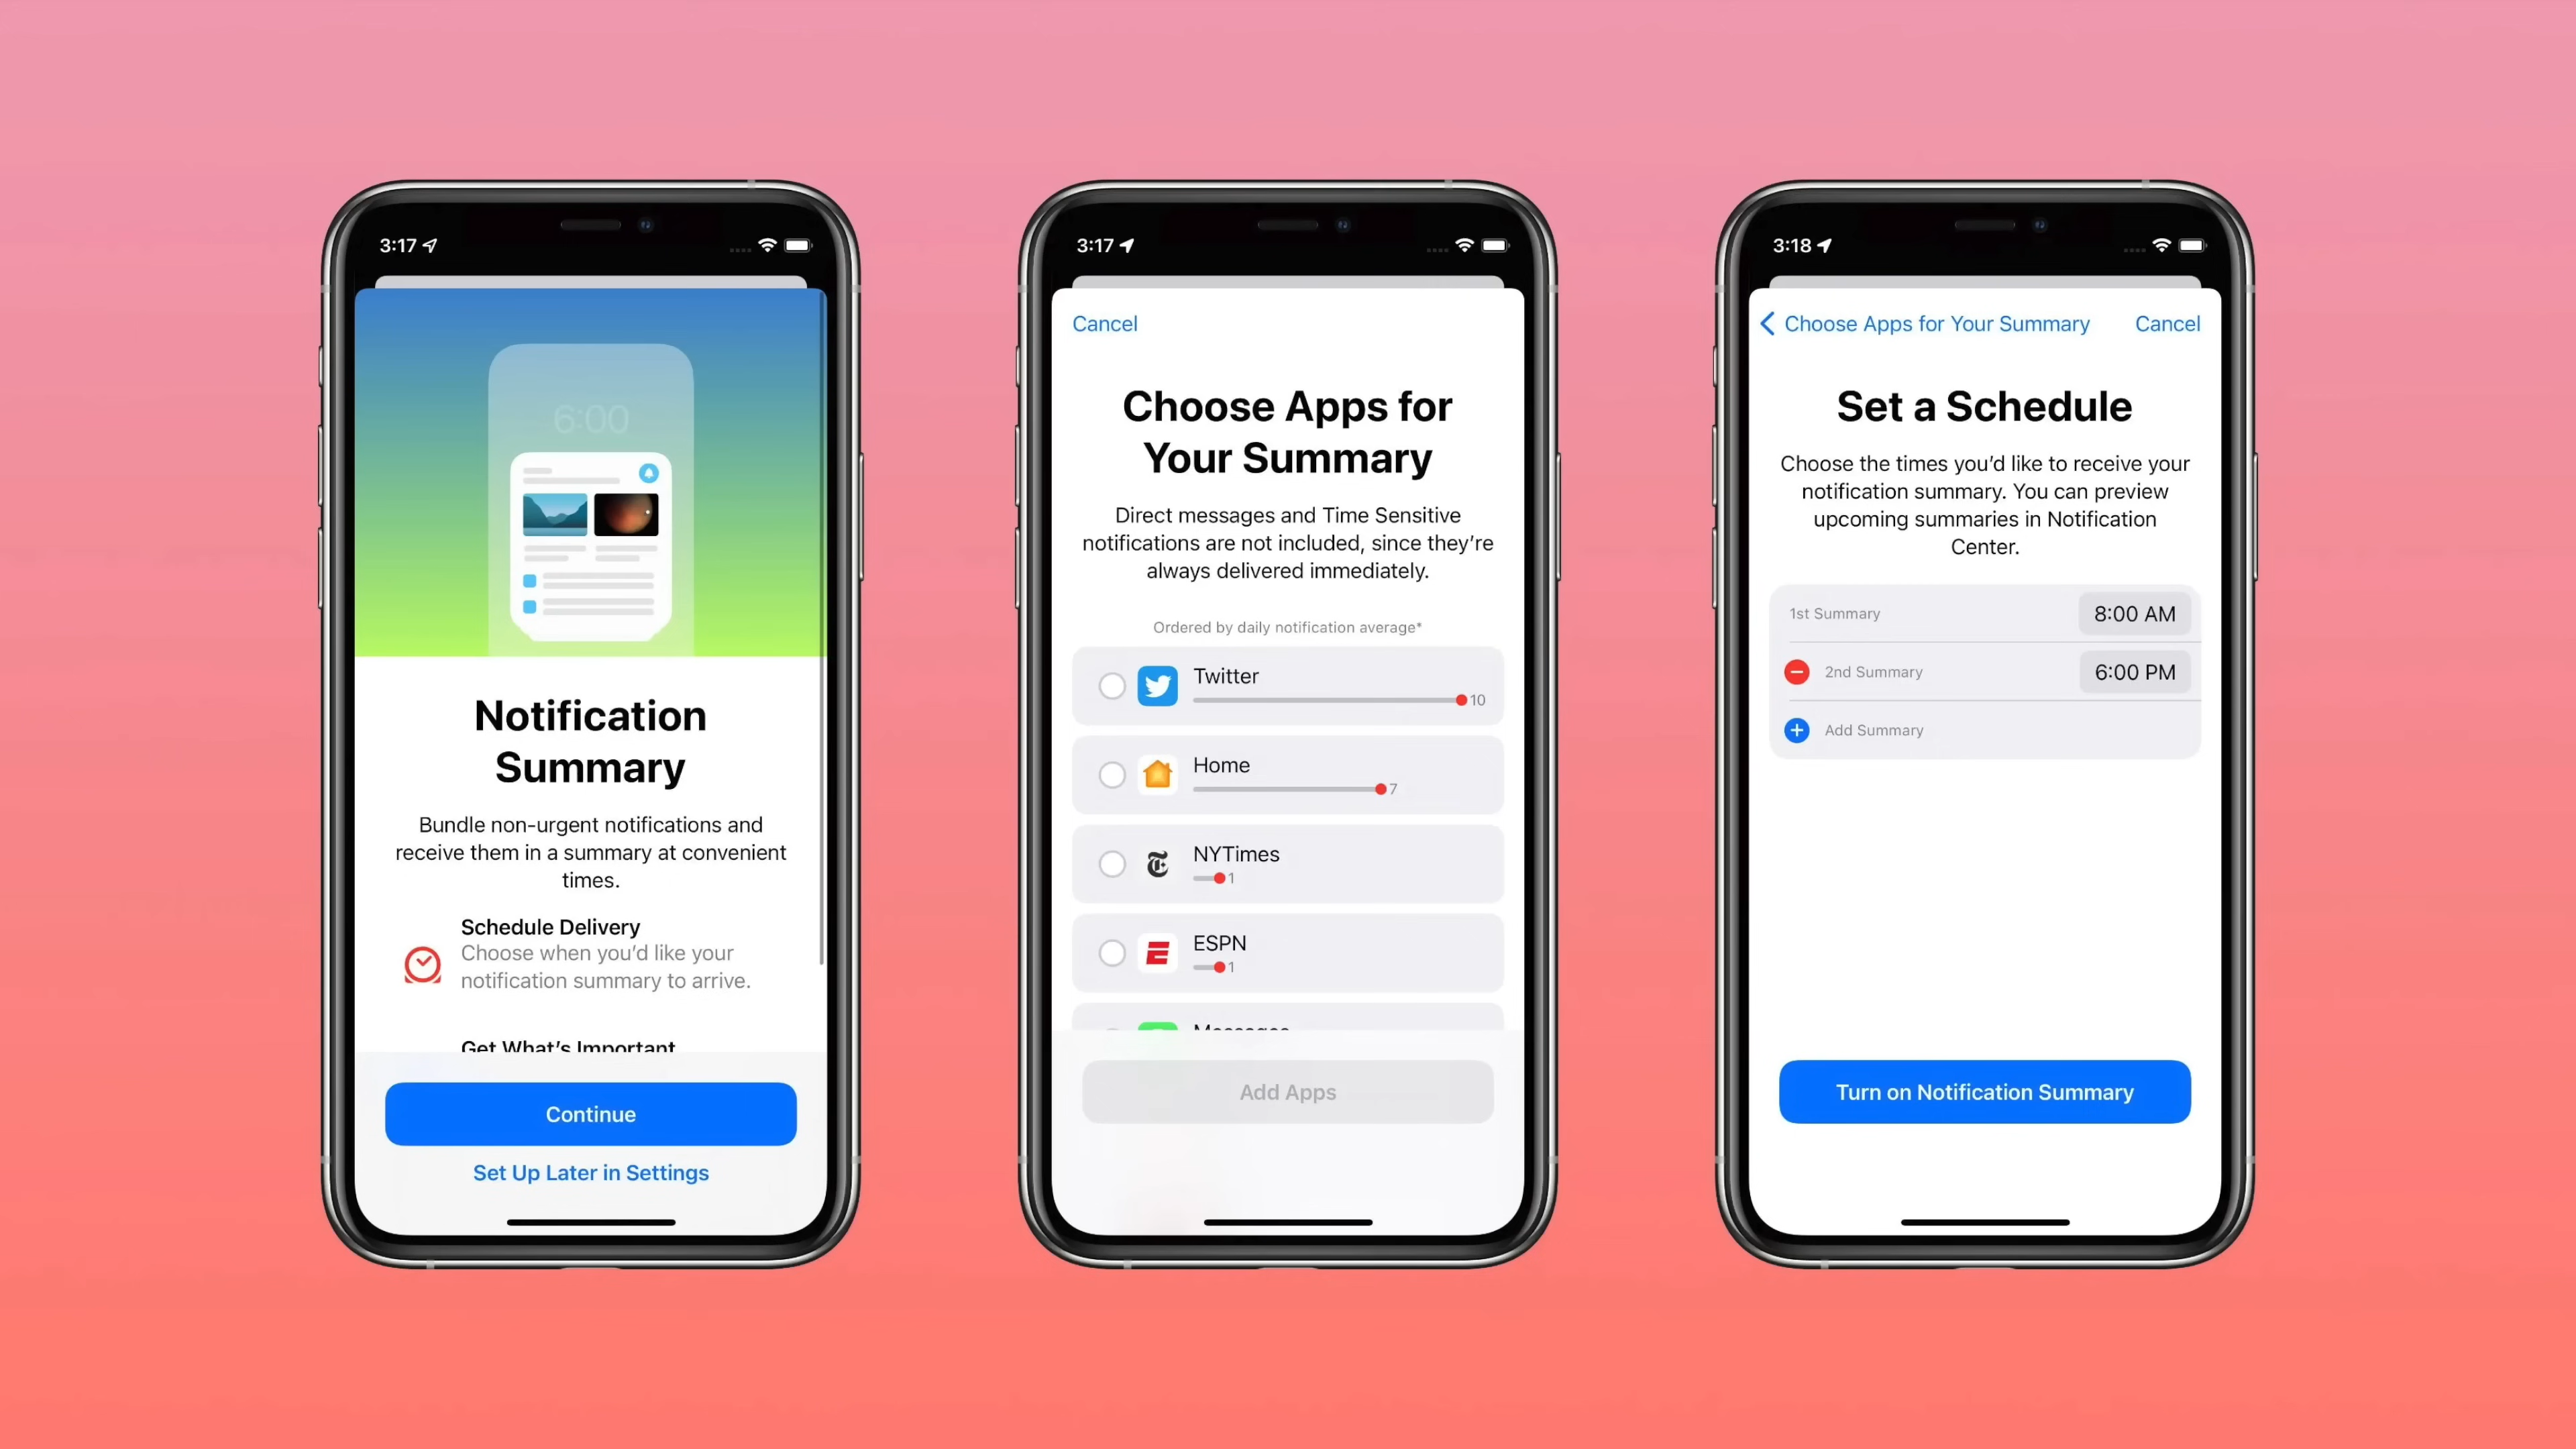 3:17
6:00
Notification
Summary
Bundle non-urgent notifications and
receive them in a summary at convenient
times.
Schedule Delivery
Choose when you’d like your
notification summary to arrive.
Get What’s Important
Continue
Set Up Later in Settings
3:17
Cancel
Choose Apps for
Your Summary
Direct messages and Time Sensitive
notifications are not included, since they’re
always delivered immediately.
Ordered by daily notification average*
Twitter
10
Home
7
NYTimes
1
ESPN
1
Messages
Add Apps
3:18
Choose Apps for Your Summary
Cancel
Set a Schedule
Choose the times you’d like to receive your
notification summary. You can preview
upcoming summaries in Notification
Center.
1st Summary
8:00 AM
2nd Summary
6:00 PM
Add Summary
Turn on Notification Summary